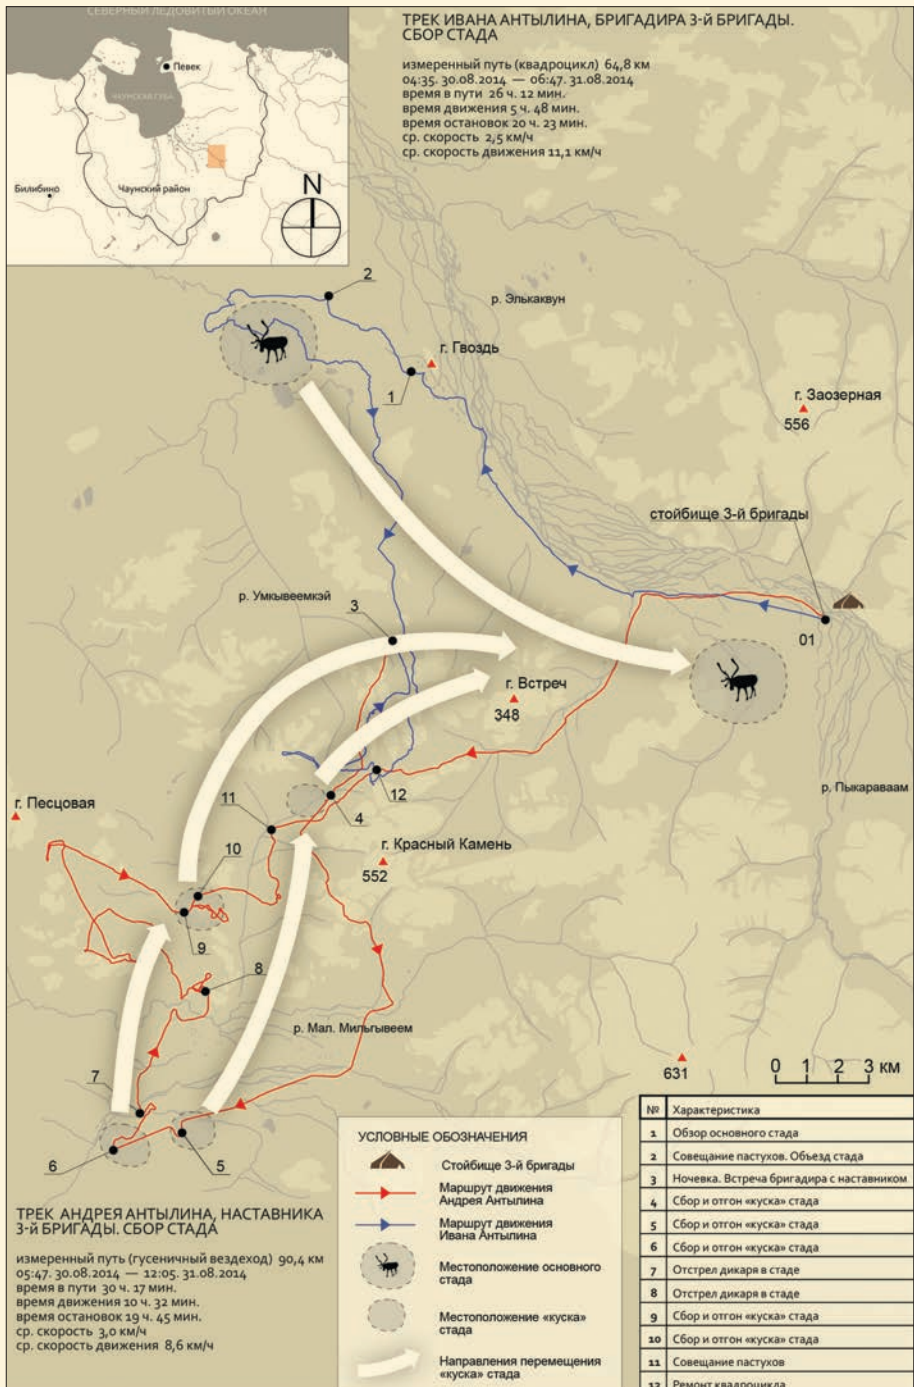 СЕВЕРНЫЙ ЛЕДОВИТЫЙ ОКЕАН
Певек
ЧАУНСКАЯ ГУБА
Билибино
Чаунский район
N
ТРЕК ИВАНА АНТЫЛИНА, БРИГАДИРА 3-й БРИГАДЫ.
СБОР СТАДА
измеренный путь (квадроцикл) 64,8 км
04:35. 30.08.2014 — 06:47. 31.08.2014
время в пути 26 ч. 12 мин.
время движения 5 ч. 48 мин.
время остановок 20 ч. 23 мин.
ср. скорость 2,5 км/ч
ср. скорость движения 11,1 км/ч
2
р. Элькаквун
г. Гвоздь
1
г. Заозерная
556
стойбище 3-й бригады
р. Умкывеемкэй
3
01
г. Встреч
348
р. Пыкараваам
12
г. Песцовая
11
4
г. Красный Камень
552
10
9
8
р. Мал. Мильгывеем
631
0 1 2 3 км
7
6
5
ТРЕК АНДРЕЯ АНТЫЛИНА, НАСТАВНИКА
3-й БРИГАДЫ. СБОР СТАДА
измеренный путь (гусеничный вездеход) 90,4 км
05:47. 30.08.2014 — 12:05. 31.08.2014
время в пути 30 ч. 17 мин.
время движения 10 ч. 32 мин.
время остановок 19 ч. 45 мин.
ср. скорость 3,0 км/ч
ср. скорость движения 8,6 км/ч
УСЛОВНЫЕ ОБОЗНАЧЕНИЯ
Стойбище 3-й бригады
Маршрут движения
Андрея Антылина
Маршрут движения
Ивана Антылина
Местоположение основного
стада
Местоположение «куска»
стада
Направления перемещения
«куска» стада
№ Характеристика
1 Обзор основного стада
2 Совещание пастухов. Объезд стада
3 Ночевка. Встреча бригадира с наставником
4 Сбор и отгон «куска» стада
5 Сбор и отгон «куска» стада
6 Сбор и отгон «куска» стада
7 Отстрел дикаря в стаде
8 Отстрел дикаря в стаде
9 Сбор и отгон «куска» стада
10 Сбор и отгон «куска» стада
11 Совещание пастухов
12 Ремонт квадроцикла